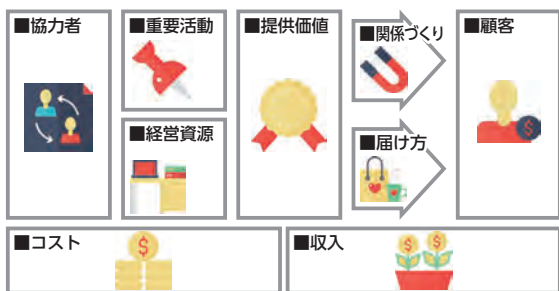 ■協力者
■重要活動
■経営資源
■提供価値
■関係づくり
■届け方
■顧客
■コスト
$
■収入
$ $
$